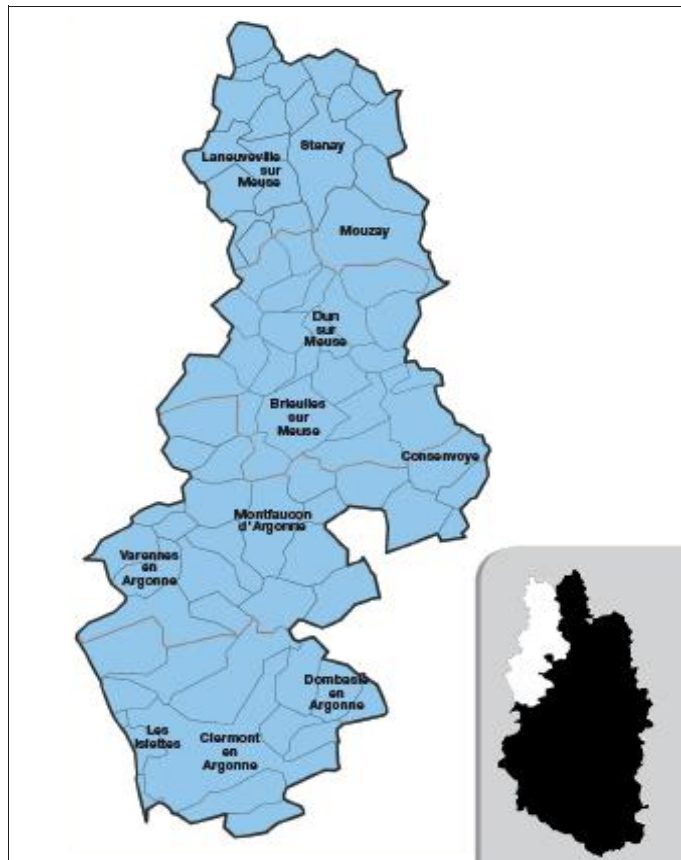 Stenay
Laneuveville
sur
Meuse
Mouzay
Dun
sur
Meuse
Brieulles
sur
Meuse
Consenvoye
Montfaucon
d'Argonne
Varennes
en
Argonne
Dombasle
en
Argonne
Les
Islettes
Clermont
en
Argonne